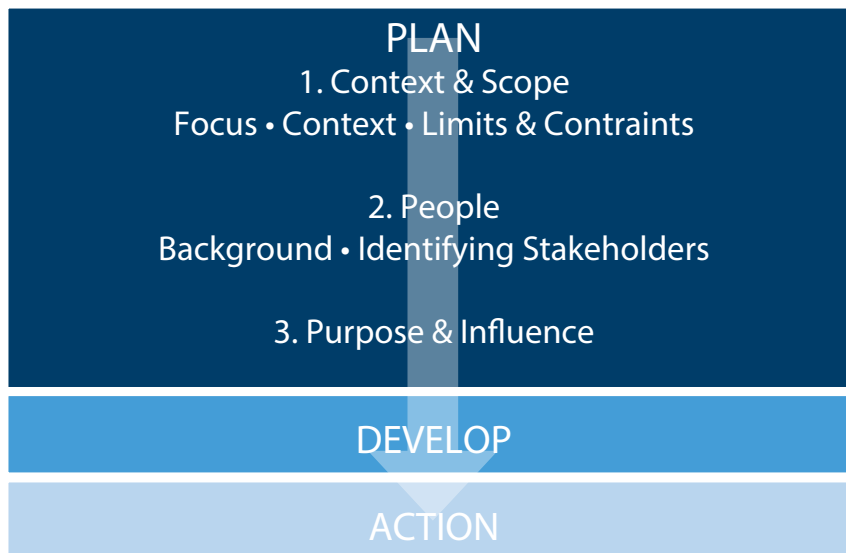 PLAN
1. Context & Scope
Focus • Context • Limits & Contraints
2. People
Background • Identifying Stakeholders
3. Purpose & Influence
DEVELOP
ACTION